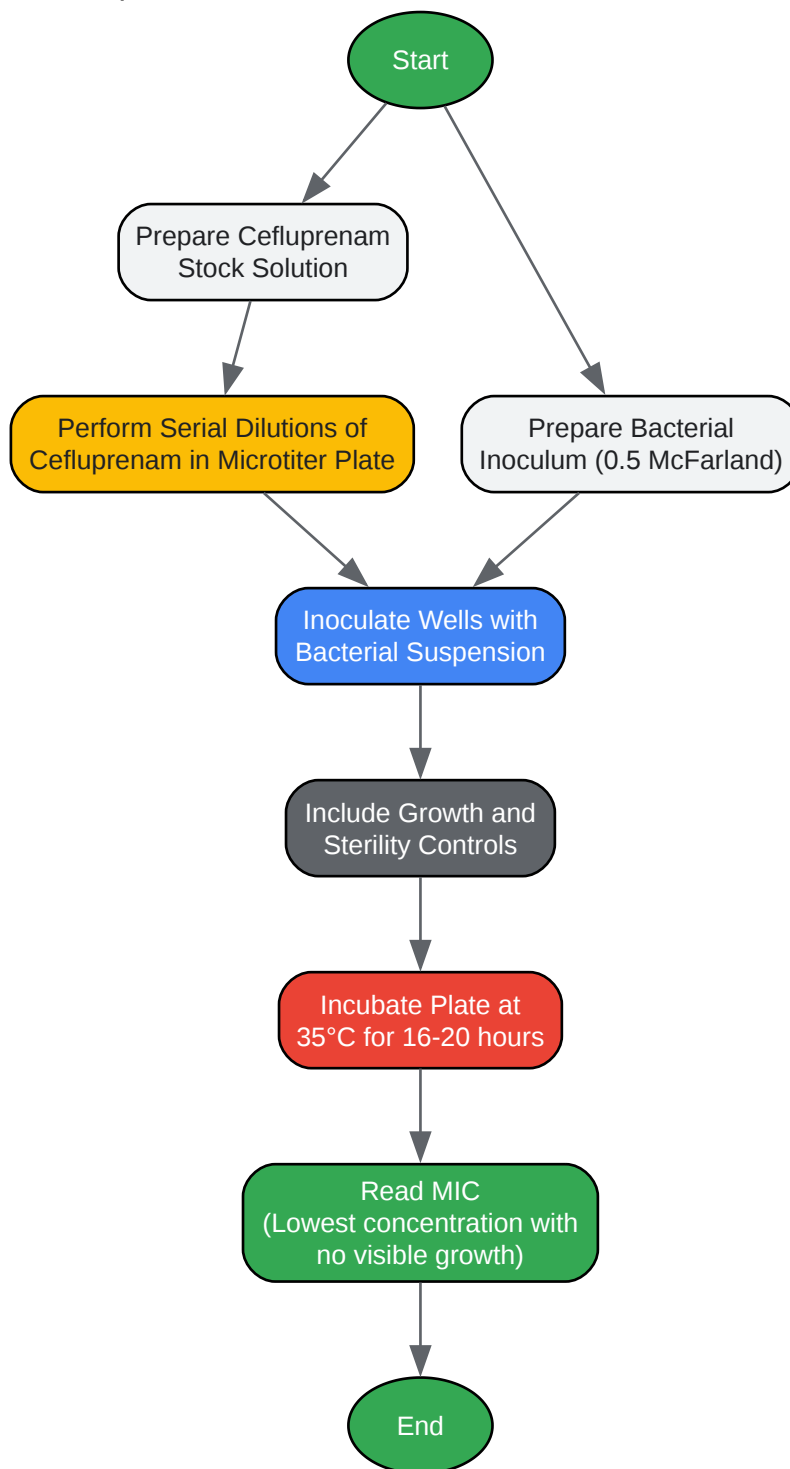 Start
Prepare Cefluprenam
Stock Solution
Perform Serial Dilutions of
Cefluprenam in Microtiter Plate
Prepare Bacterial
Inoculum (0.5 McFarland)
Inoculate Wells with
Bacterial Suspension
Include Growth and
Sterility Controls
Incubate Plate at
35°C for 16-20 hours
Read MIC
(Lowest concentration with
no visible growth)
End